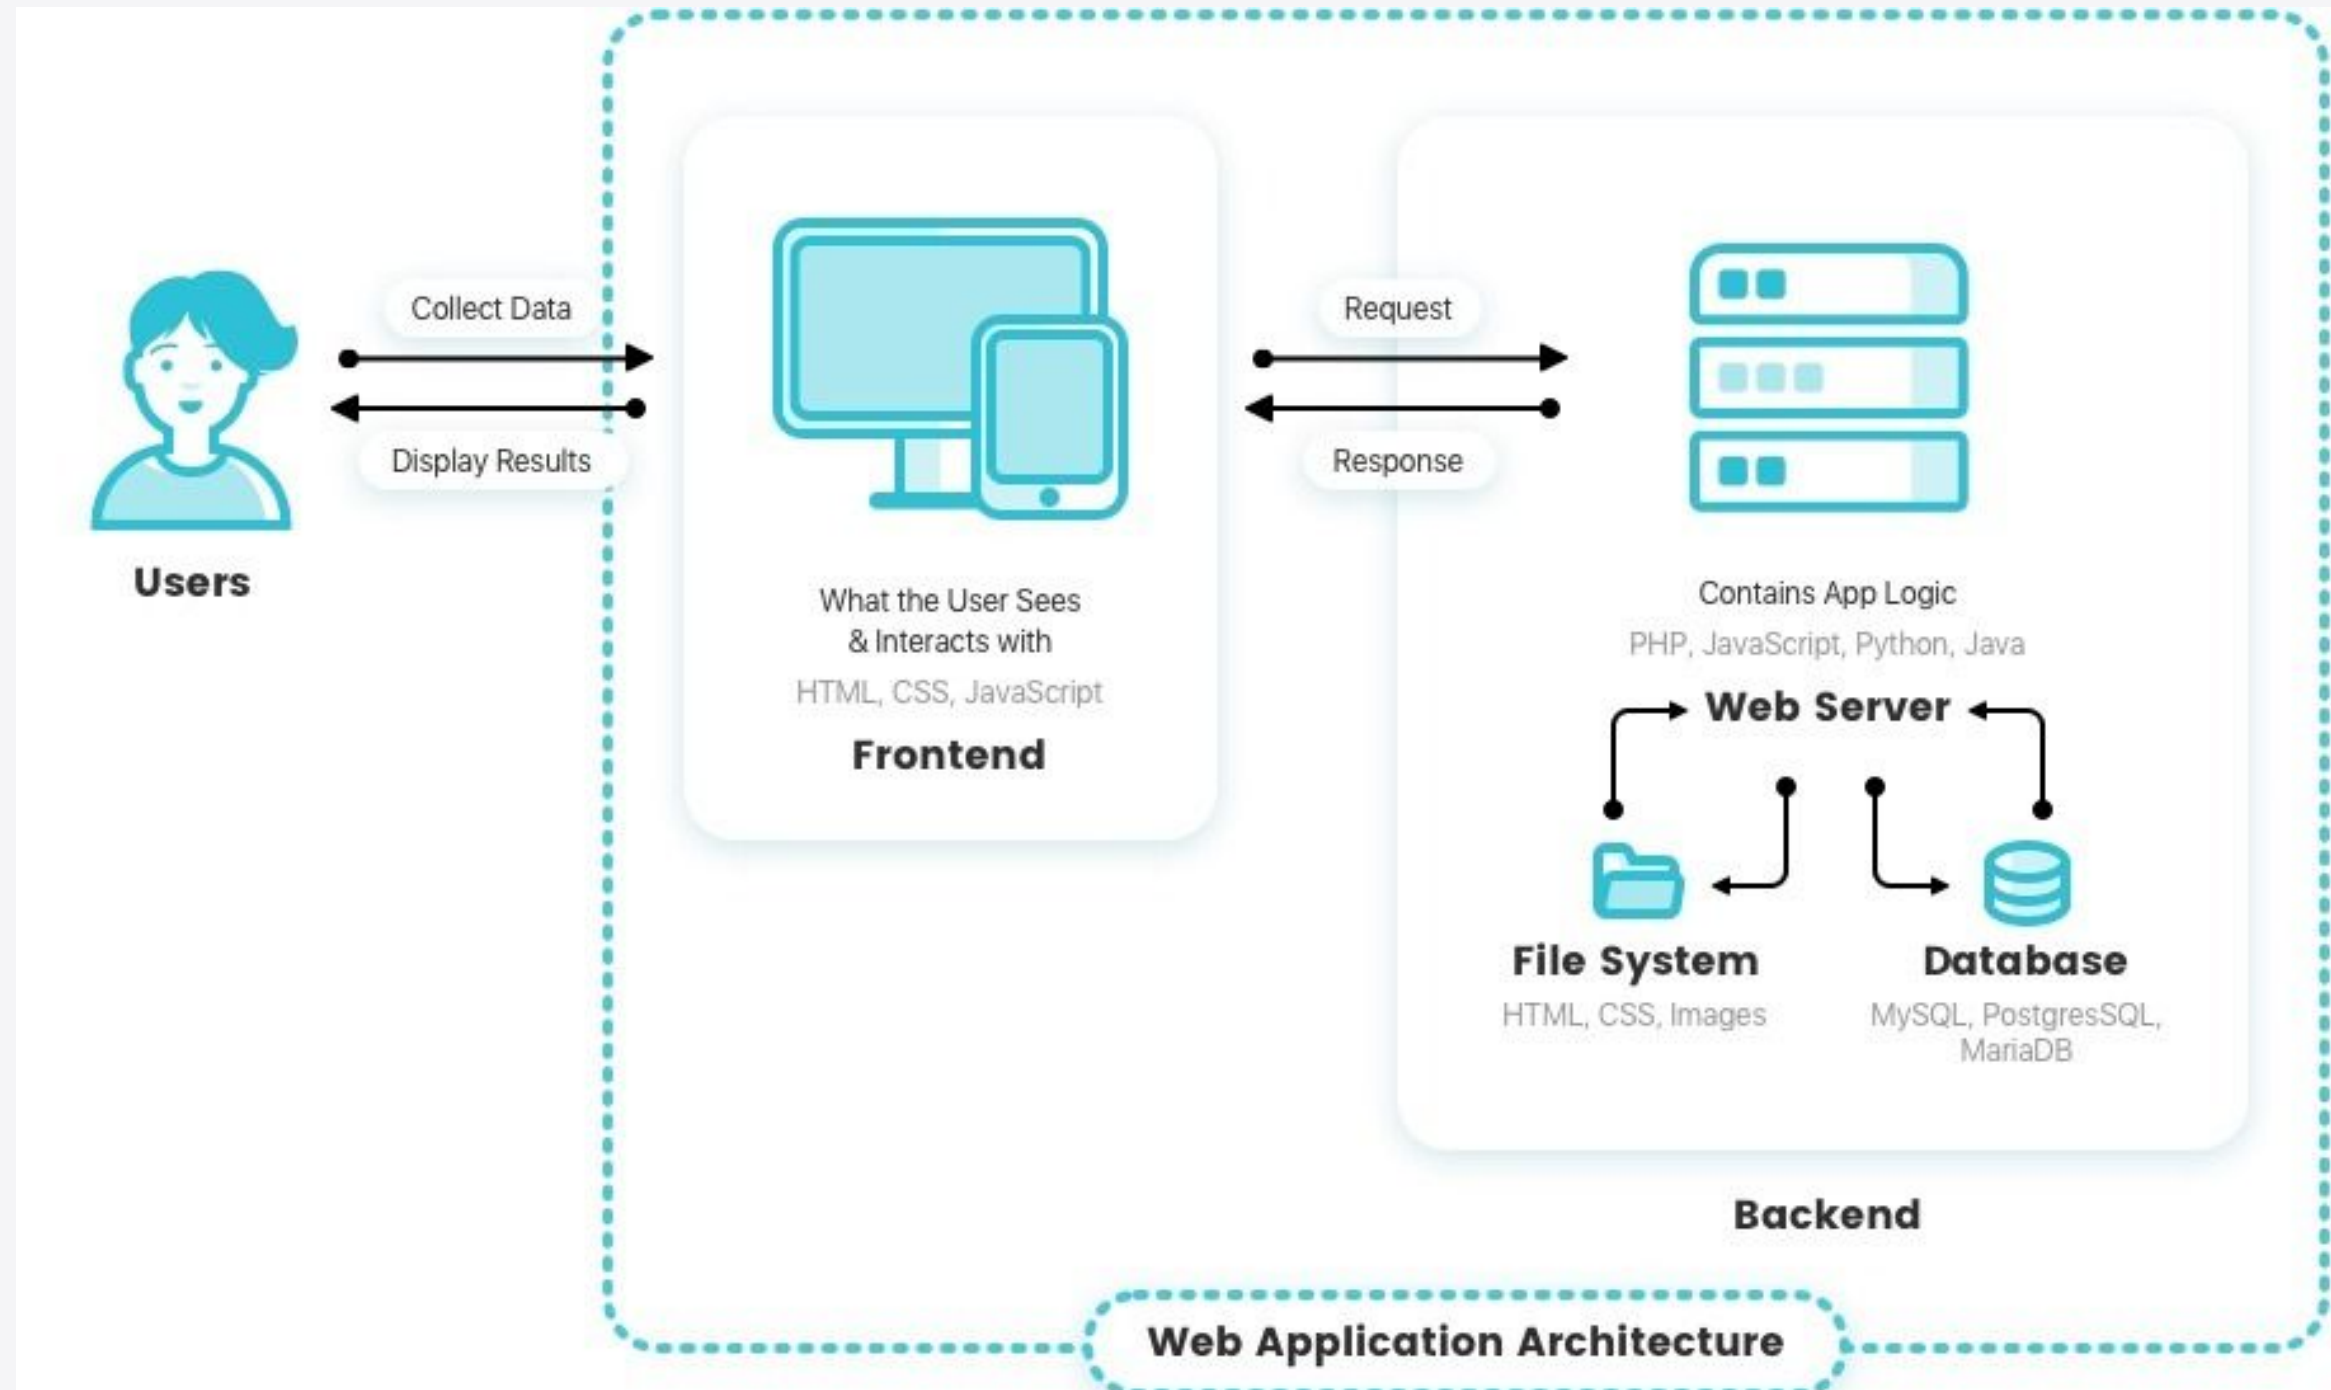 Collect Data
Display Results
Users
What the User Sees
& Interacts with
HTML, CSS, JavaScript
Frontend
Request
Response
Contains App Logic
PHP, JavaScript, Python, Java
Web Server
File System
HTML, CSS, Images
Database
MySQL, PostgresSQL,
MariaDB
Backend
Web Application Architecture